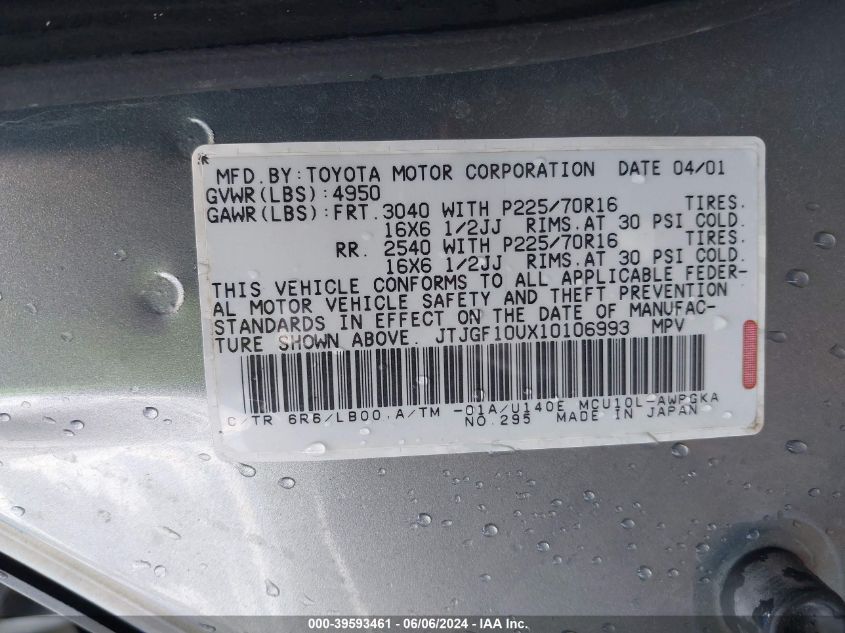 MFD.BY:TOYOTA MOTOR CORPORATION DATE 04/01
GVWR(LBS):4950
GAWR(LBS):FRT.3040 WITH P225/70R16 TIRES.
16X6 1/2JJ RIMS.AT 30 PSI COLD.
RR. 2540 WITH P225/70R16 TIRES.
16X6 1/2JJ RIMS.AT 30 PSI COLD.
THIS VEHICLE CONFORMS TO ALL APPLICABLE FEDER-
AL MOTOR VEHICLE SAFETY AND THEFT PREVENTION
STANDARDS IN EFFECT ON THE DATE OF MANUFAC-
TURE SHOWN ABOVE. JTJGF10UX10106993 MPV
C/TR 6R6/LB00 A/TM -01A/U140E MCU10L-AWPGKA
NO.295 MADE IN JAPAN
000-39593461 - 06/06/2024 - IAA Inc.